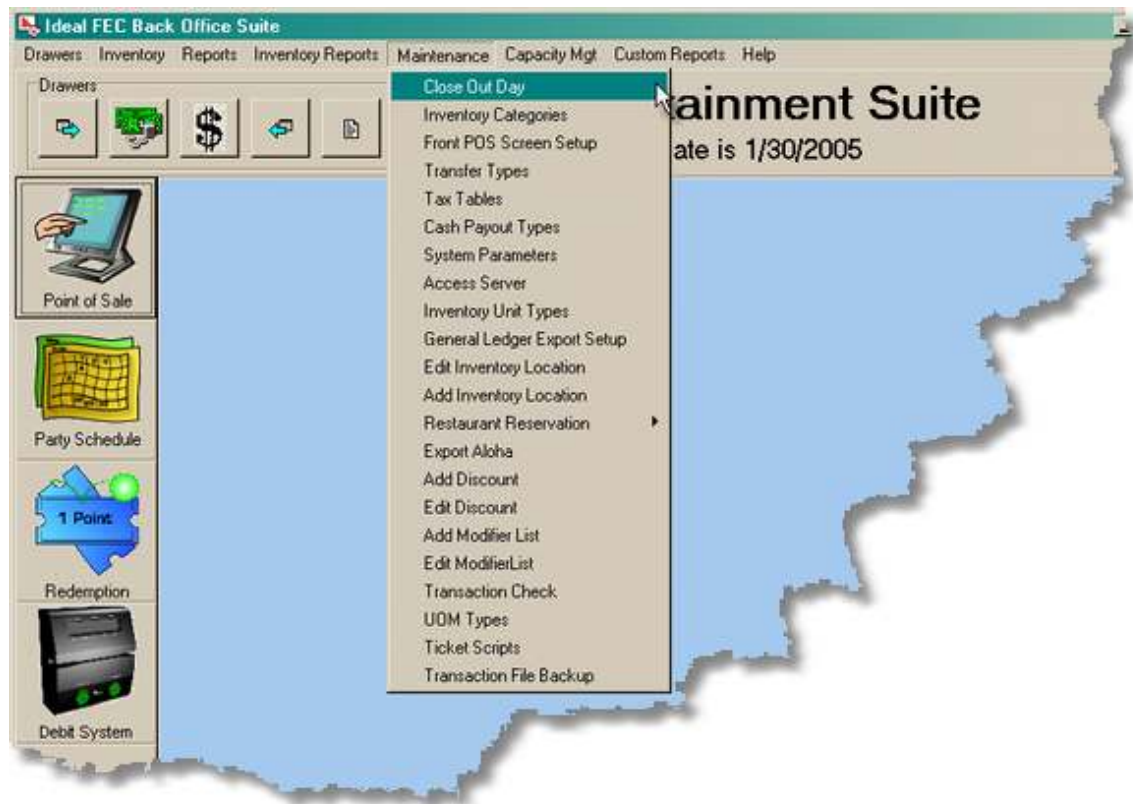 Ideal FEC Back Office Suite
Drawers Inventory Reports Inventory Reports Maintenance Capacity Mgt Custom Reports Help
Drawers
tainment Suite
ate is 1/30/2005
Close Out Day
Inventory Categories
Front POS Screen Setup
Transfer Types
Tax Tables
Cash Payout Types
System Parameters
Access Server
Inventory Unit Types
General Ledger Export Setup
Edit Inventory Location
Add Inventory Location
Restaurant Reservation
Export Aloha
Add Discount
Edit Discount
Add Modifier List
Edit ModifierList
Transaction Check
UOM Types
Ticket Scripts
Transaction File Backup
Point of Sale
Party Schedule
1 Point
Redemption
Debit System